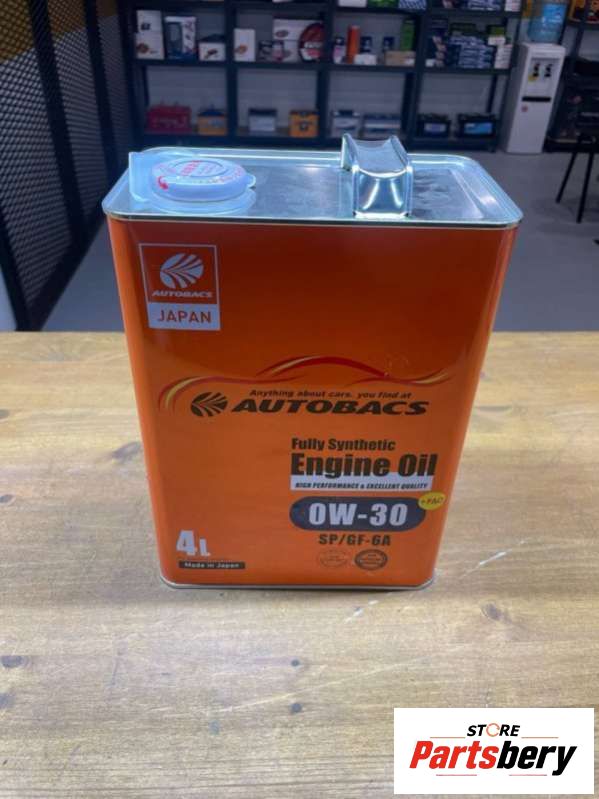 AUTOBACS
JAPAN
Anything about cars, you find at
AUTOBACS
Fully Synthetic
Engine Oil
HIGH PERFORMANCE & EXCELLENT QUALITY
0W-30
+PAO
SP/GF-6A
4L
Made in Japan
STORE
Partsbery